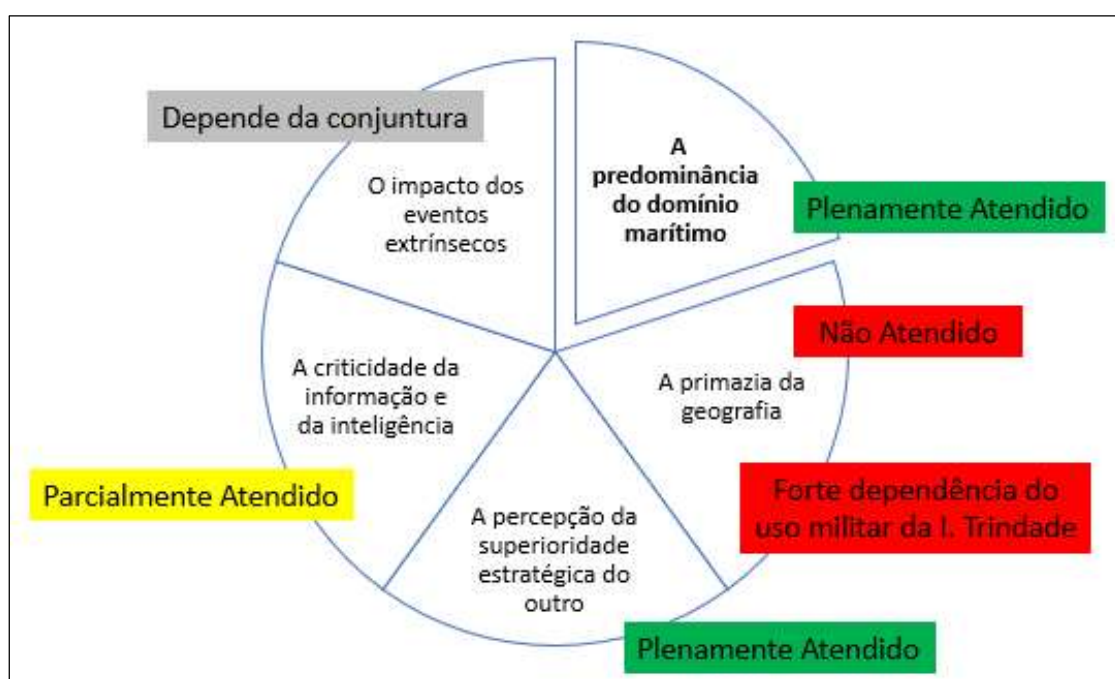 Depende da conjuntura
O impacto dos
eventos
extrínsecos
A
predominância
do domínio
marítimo
Plenamente Atendido
Não Atendido
A primazia da
geografia
Forte dependência do
uso militar da I. Trindade
A criticidade da
informação e
da inteligência
Parcialmente Atendido
A percepção da
superioridade
estratégica do
outro
Plenamente Atendido